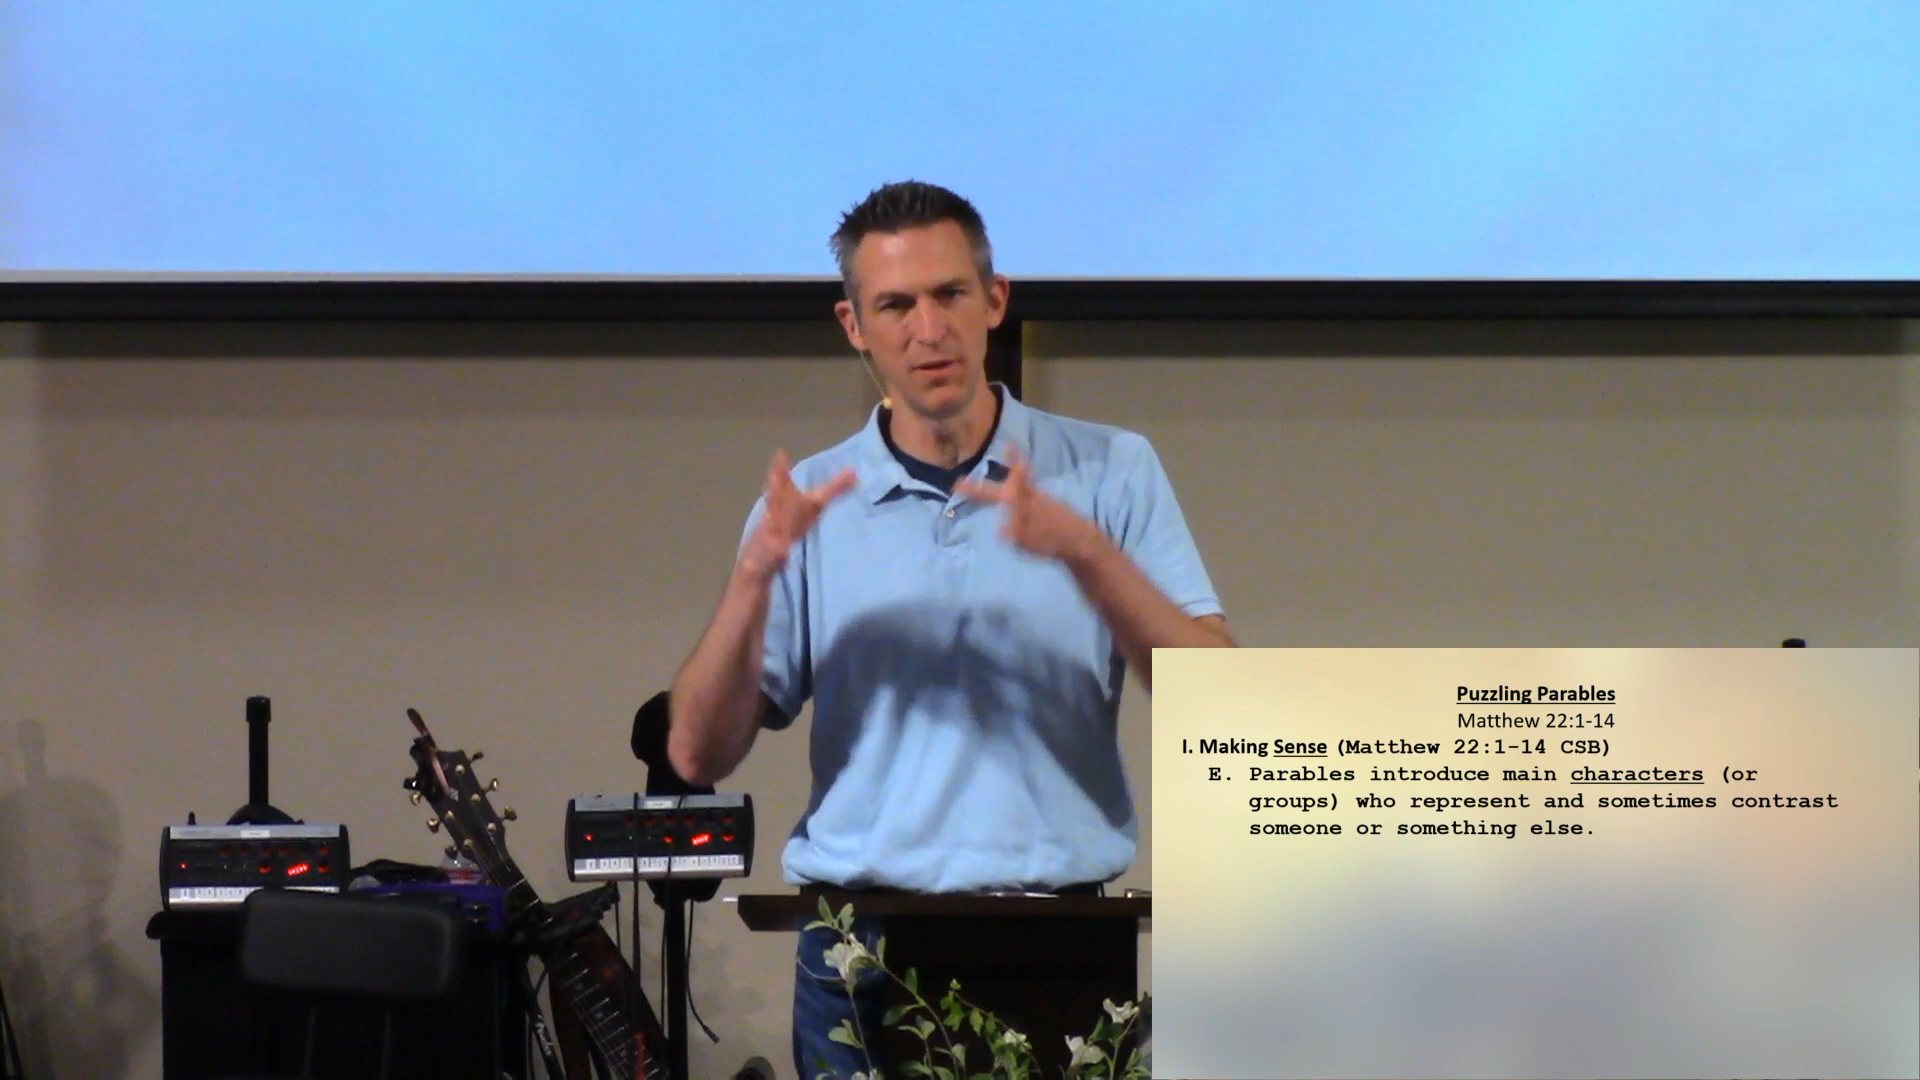 Puzzling Parables
Matthew 22:1-14
I. Making Sense (Matthew 22:1-14 CSB)
E. Parables introduce main characters (or
groups) who represent and sometimes contrast
someone or something else.